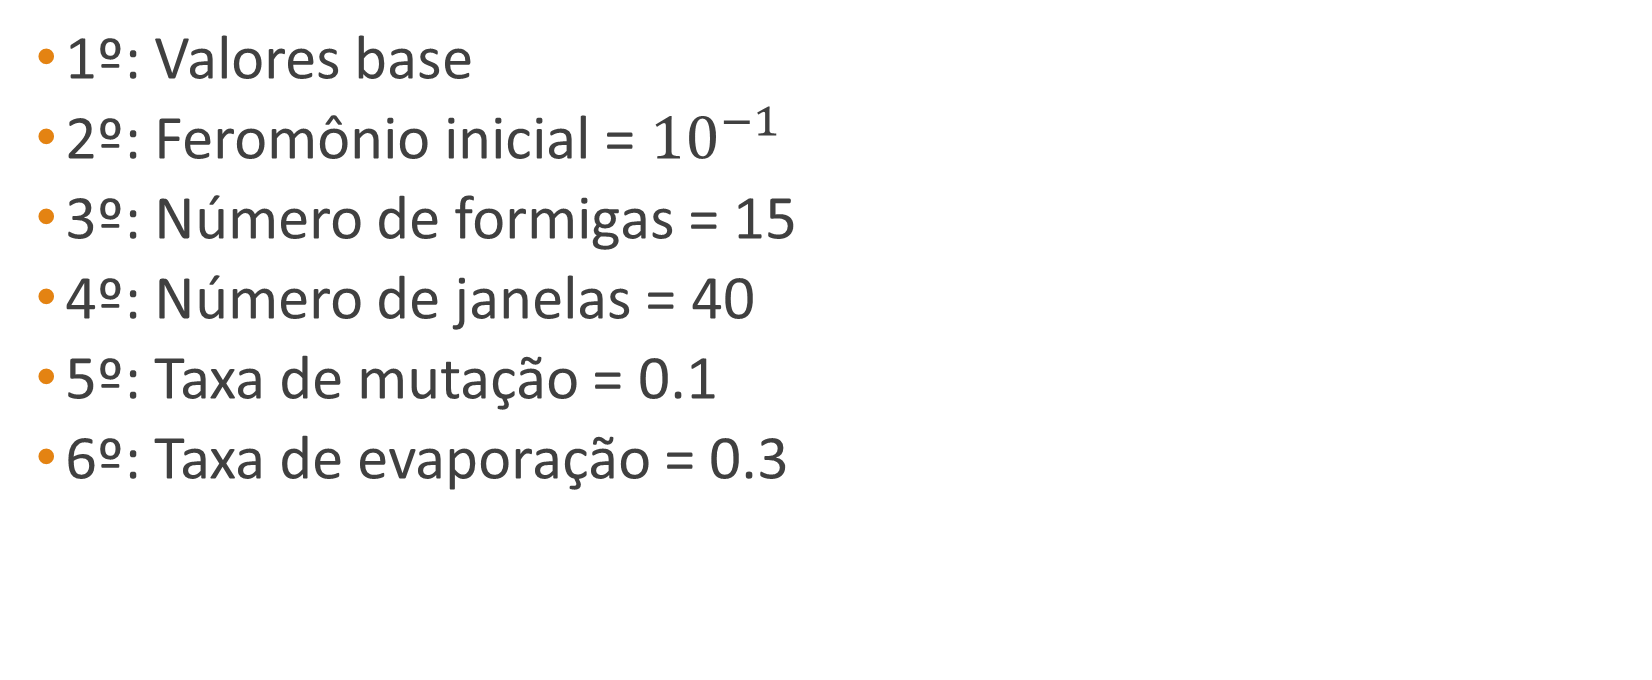 • 1º: Valores base
• 2º: Feromônio inicial = 10⁻¹
• 3º: Número de formigas = 15
• 4º: Número de janelas = 40
• 5º: Taxa de mutação = 0.1
• 6º: Taxa de evaporação = 0.3